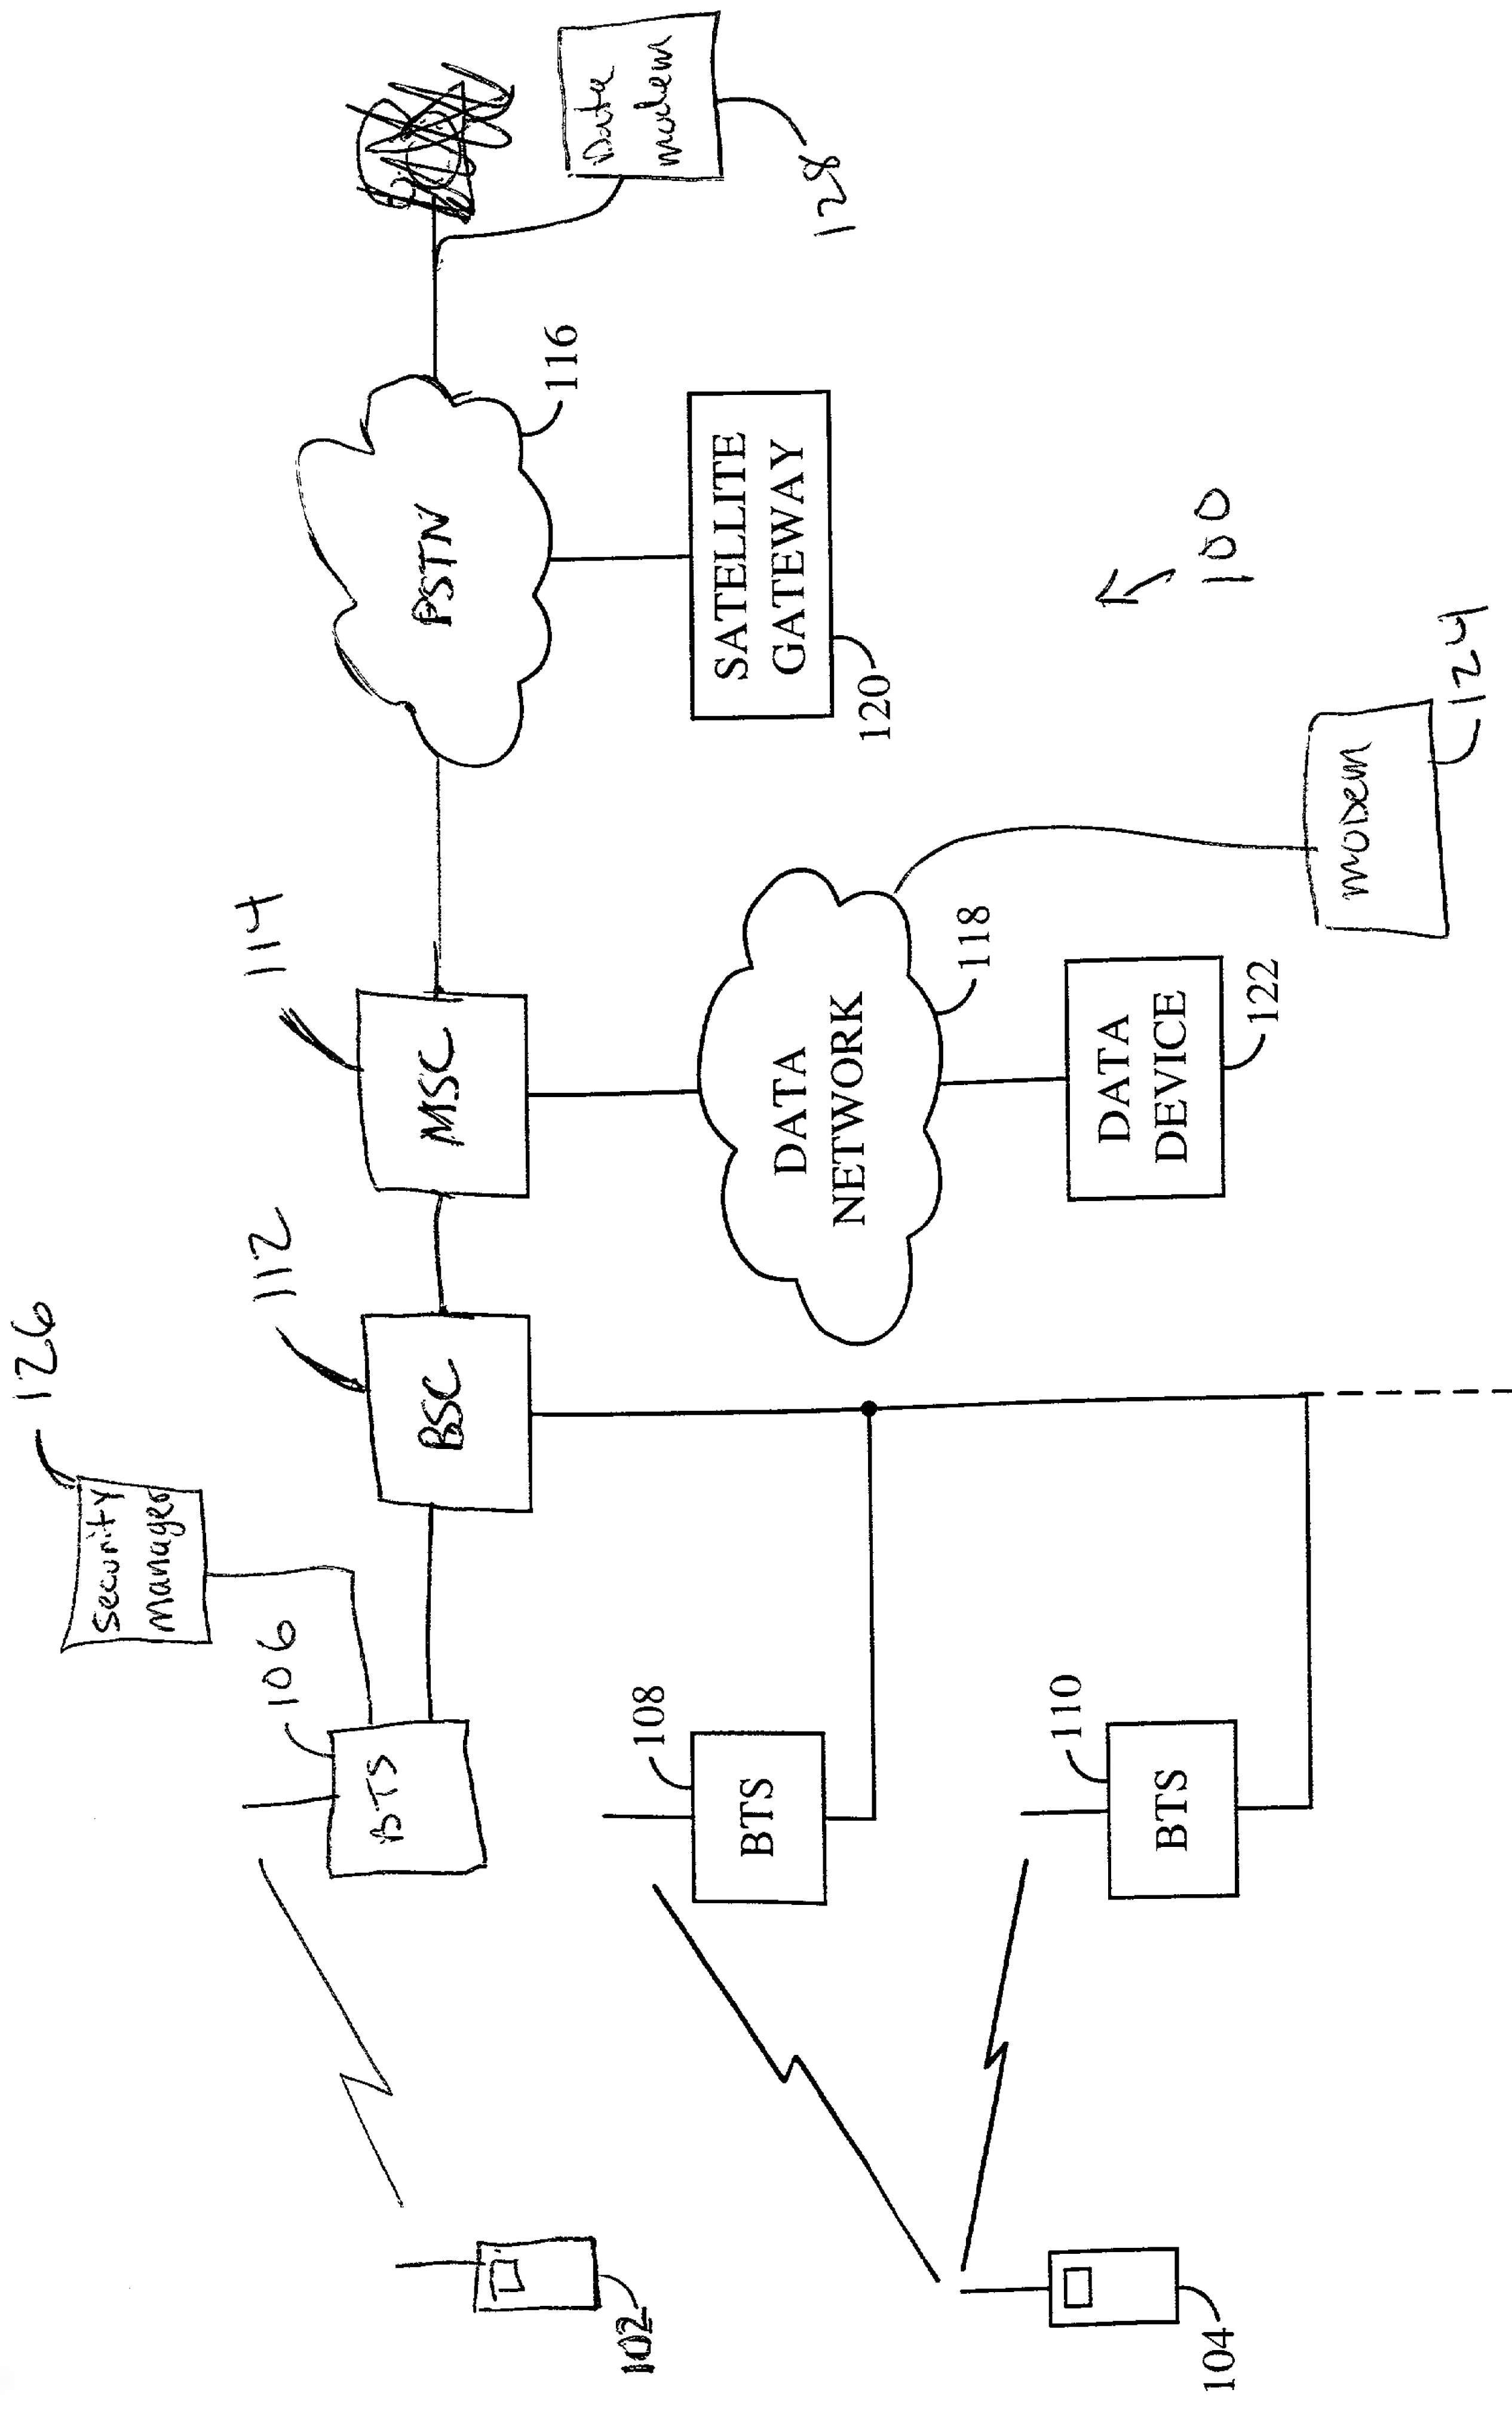 126
security
manager
106
BTS
112
BSC
114
MSC
PSTN
116
Data
modem
128
SATELLITE
GATEWAY
120
DATA
NETWORK
118
DATA
DEVICE
122
MODEM
124
100
108
BTS
110
BTS
102
104